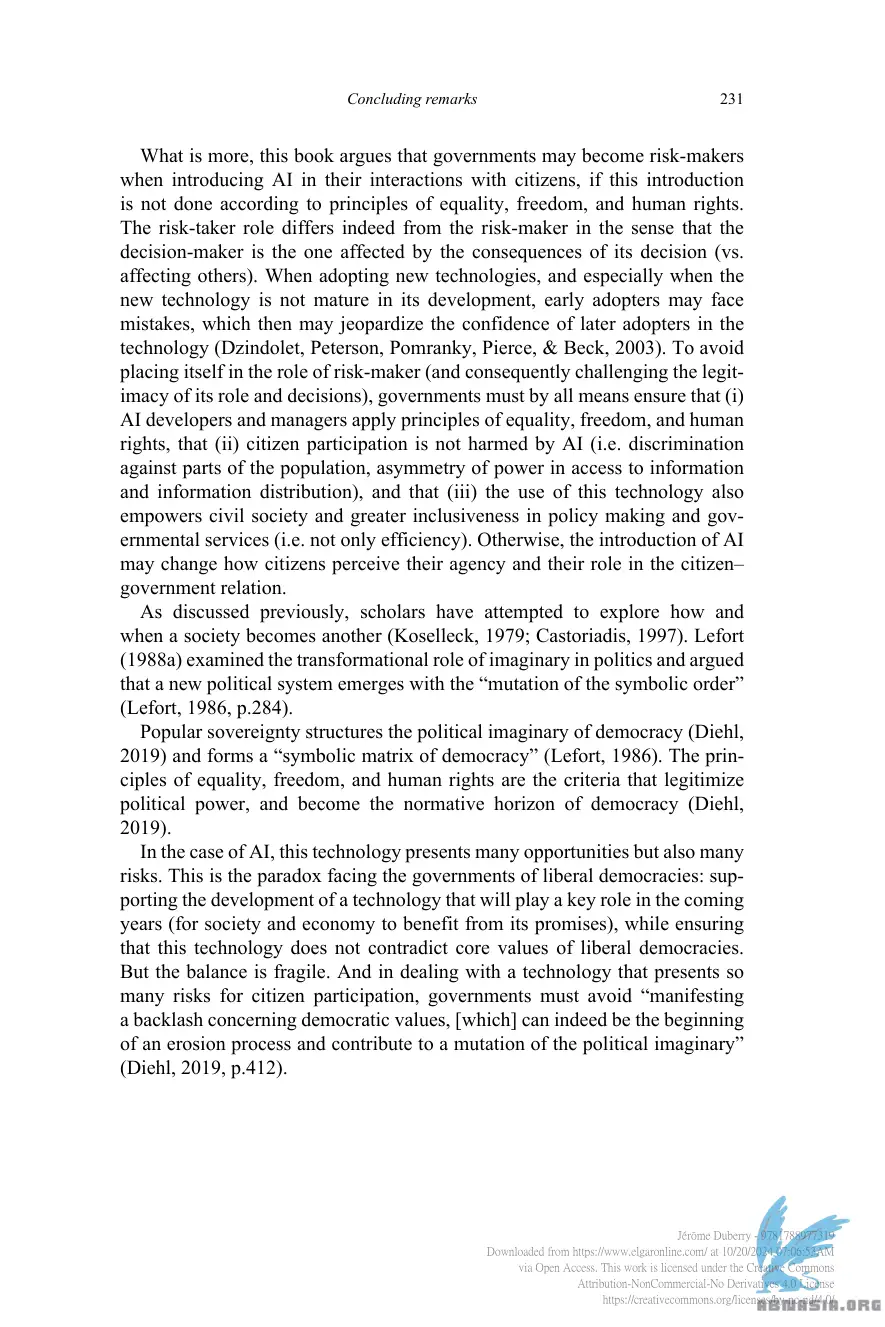 Concluding remarks 231
What is more, this book argues that governments may become risk-makers
when introducing AI in their interactions with citizens, if this introduction
is not done according to principles of equality, freedom, and human rights.
The risk-taker role differs indeed from the risk-maker in the sense that the
decision-maker is the one affected by the consequences of its decision (vs.
affecting others). When adopting new technologies, and especially when the
new technology is not mature in its development, early adopters may face
mistakes, which then may jeopardize the confidence of later adopters in the
technology (Dzindolet, Peterson, Pomranky, Pierce, & Beck, 2003). To avoid
placing itself in the role of risk-maker (and consequently challenging the legit-
imacy of its role and decisions), governments must by all means ensure that (i)
AI developers and managers apply principles of equality, freedom, and human
rights, that (ii) citizen participation is not harmed by AI (i.e. discrimination
against parts of the population, asymmetry of power in access to information
and information distribution), and that (iii) the use of this technology also
empowers civil society and greater inclusiveness in policy making and gov-
ernmental services (i.e. not only efficiency). Otherwise, the introduction of AI
may change how citizens perceive their agency and their role in the citizen–
government relation.
As discussed previously, scholars have attempted to explore how and
when a society becomes another (Koselleck, 1979; Castoriadis, 1997). Lefort
(1988a) examined the transformational role of imaginary in politics and argued
that a new political system emerges with the “mutation of the symbolic order”
(Lefort, 1986, p.284).
Popular sovereignty structures the political imaginary of democracy (Diehl,
2019) and forms a “symbolic matrix of democracy” (Lefort, 1986). The prin-
ciples of equality, freedom, and human rights are the criteria that legitimize
political power, and become the normative horizon of democracy (Diehl,
2019).
In the case of AI, this technology presents many opportunities but also many
risks. This is the paradox facing the governments of liberal democracies: sup-
porting the development of a technology that will play a key role in the coming
years (for society and economy to benefit from its promises), while ensuring
that this technology does not contradict core values of liberal democracies.
But the balance is fragile. And in dealing with a technology that presents so
many risks for citizen participation, governments must avoid “manifesting
a backlash concerning democratic values, [which] can indeed be the beginning
of an erosion process and contribute to a mutation of the political imaginary”
(Diehl, 2019, p.412).
Jérôme Duberry - 9781788977319
Downloaded from https://www.elgaronline.com/ at 10/20/2024 07:06:52AM
via Open Access. This work is licensed under the Creative Commons
Attribution-NonCommercial-No Derivatives 4.0 License
https://creativecommons.org/licenses/by-nc-nd/4.0/
ABTNASIA.ORG